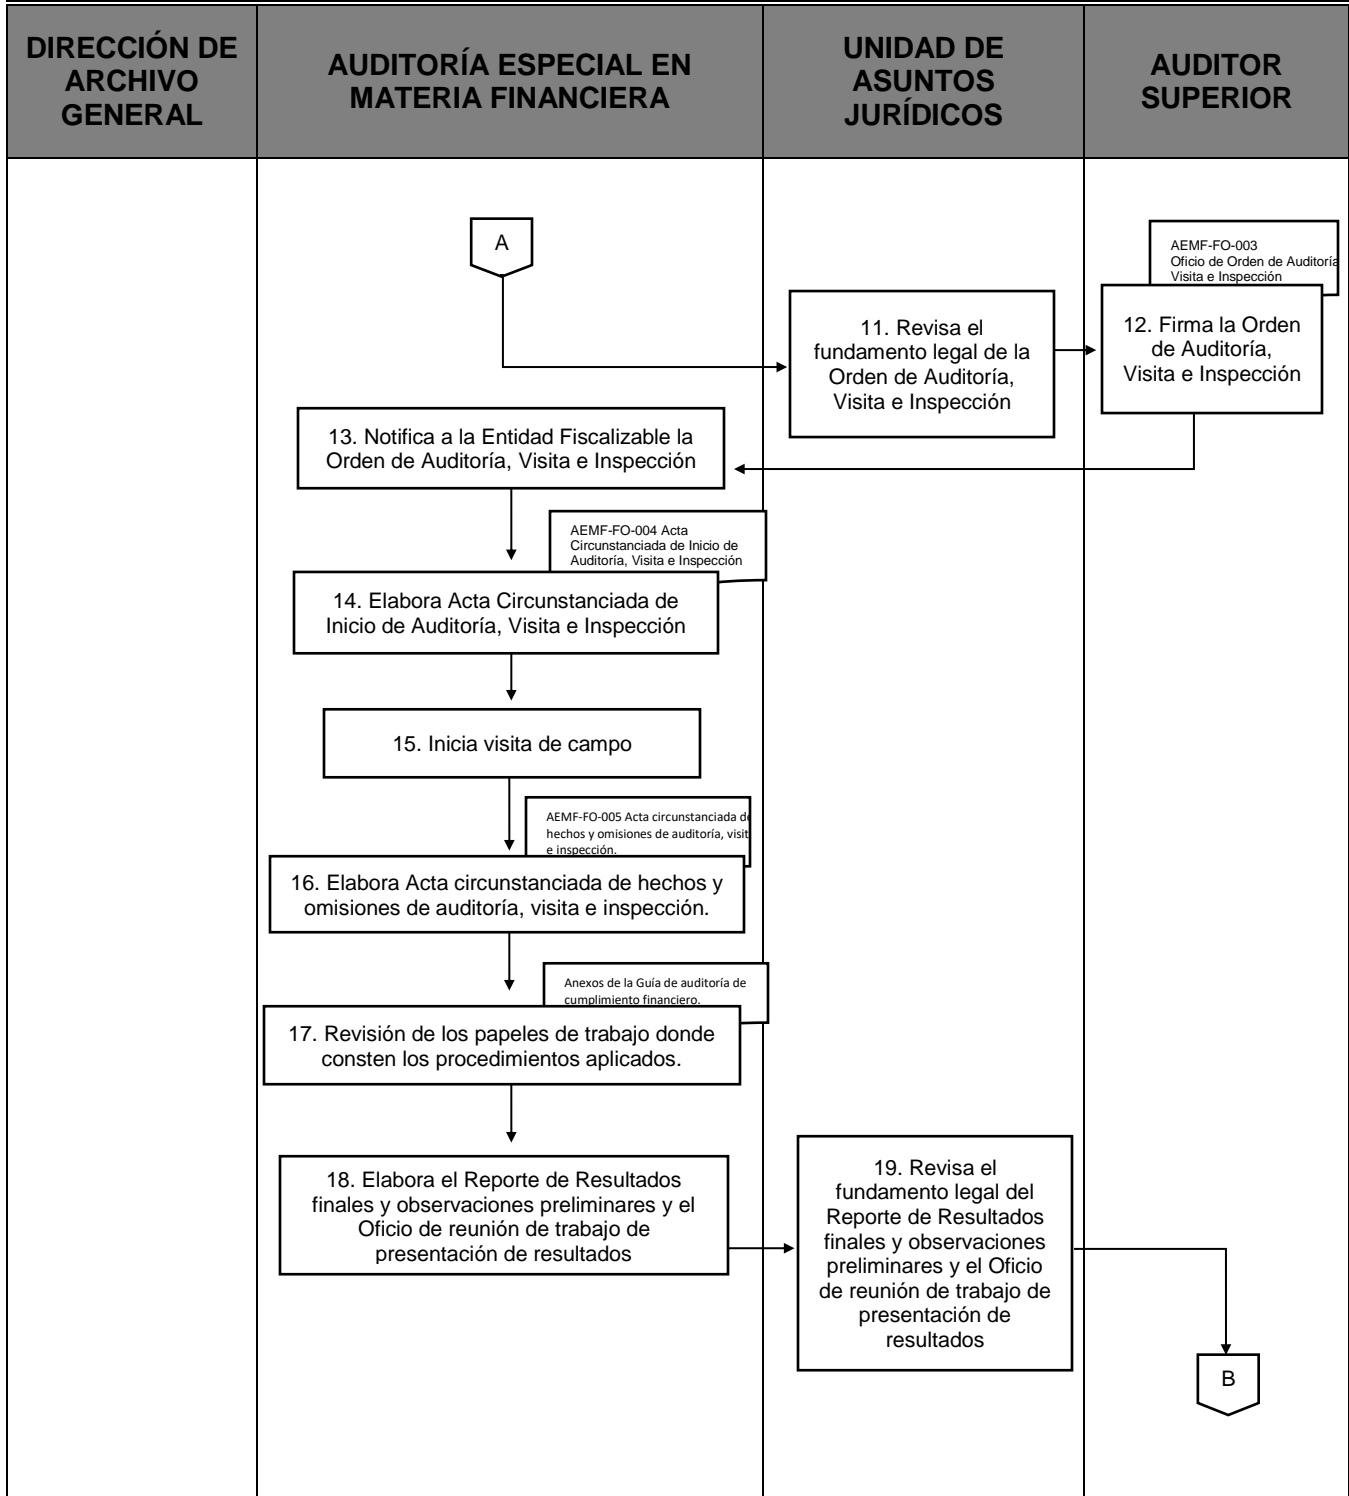 DIRECCIÓN DE
ARCHIVO
GENERAL
AUDITORÍA ESPECIAL EN
MATERIA FINANCIERA
UNIDAD DE
ASUNTOS
JURÍDICOS
AUDITOR
SUPERIOR
A
11. Revisa el
fundamento legal de la
Orden de Auditoría,
Visita e Inspección
AEMF-FO-003
Oficio de Orden de Auditoría
Visita e Inspección
12. Firma la Orden
de Auditoría,
Visita e Inspección
13. Notifica a la Entidad Fiscalizable la
Orden de Auditoría, Visita e Inspección
AEMF-FO-004 Acta
Circunstanciada de Inicio de
Auditoría, Visita e Inspección
14. Elabora Acta Circunstanciada de
Inicio de Auditoría, Visita e Inspección
15. Inicia visita de campo
AEMF-FO-005 Acta circunstanciada de
hechos y omisiones de auditoría, visit
e inspección.
16. Elabora Acta circunstanciada de hechos y
omisiones de auditoría, visita e inspección.
Anexos de la Guía de auditoría de
cumplimiento financiero.
17. Revisión de los papeles de trabajo donde
consten los procedimientos aplicados.
18. Elabora el Reporte de Resultados
finales y observaciones preliminares y el
Oficio de reunión de trabajo de
presentación de resultados
19. Revisa el
fundamento legal del
Reporte de Resultados
finales y observaciones
preliminares y el Oficio
de reunión de trabajo de
presentación de
resultados
B